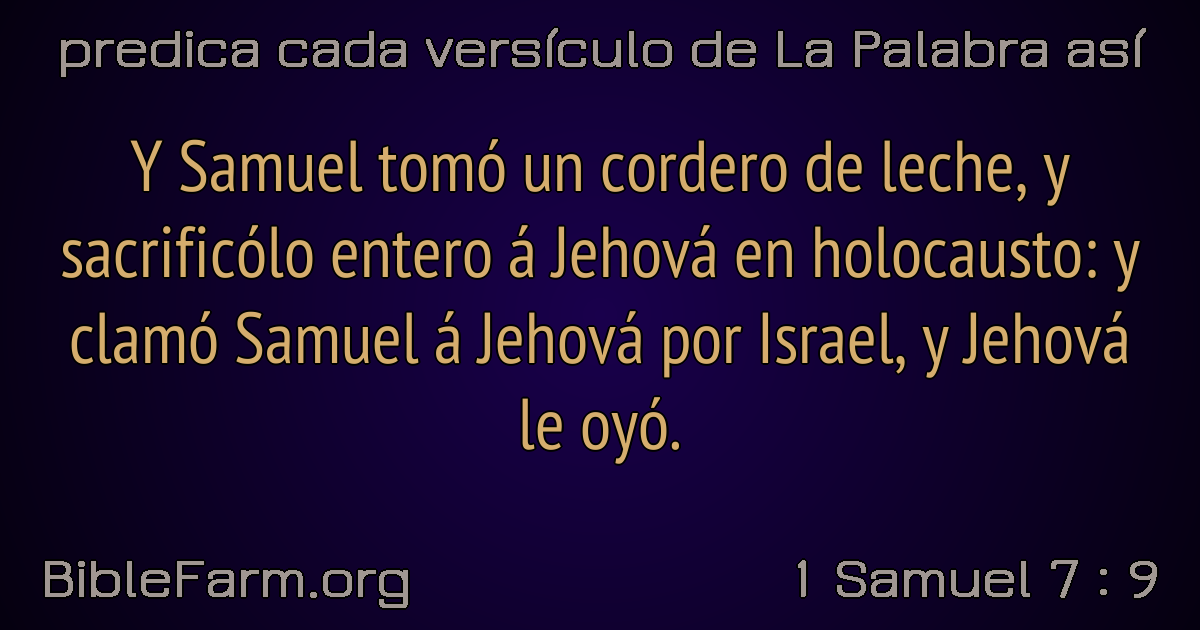 predica cada versículo de La Palabra así
Y Samuel tomó un cordero de leche, y
sacrificólo entero á Jehová en holocausto: y
clamó Samuel á Jehová por Israel, y Jehová
le oyó.
BibleFarm.org
1 Samuel 7 : 9